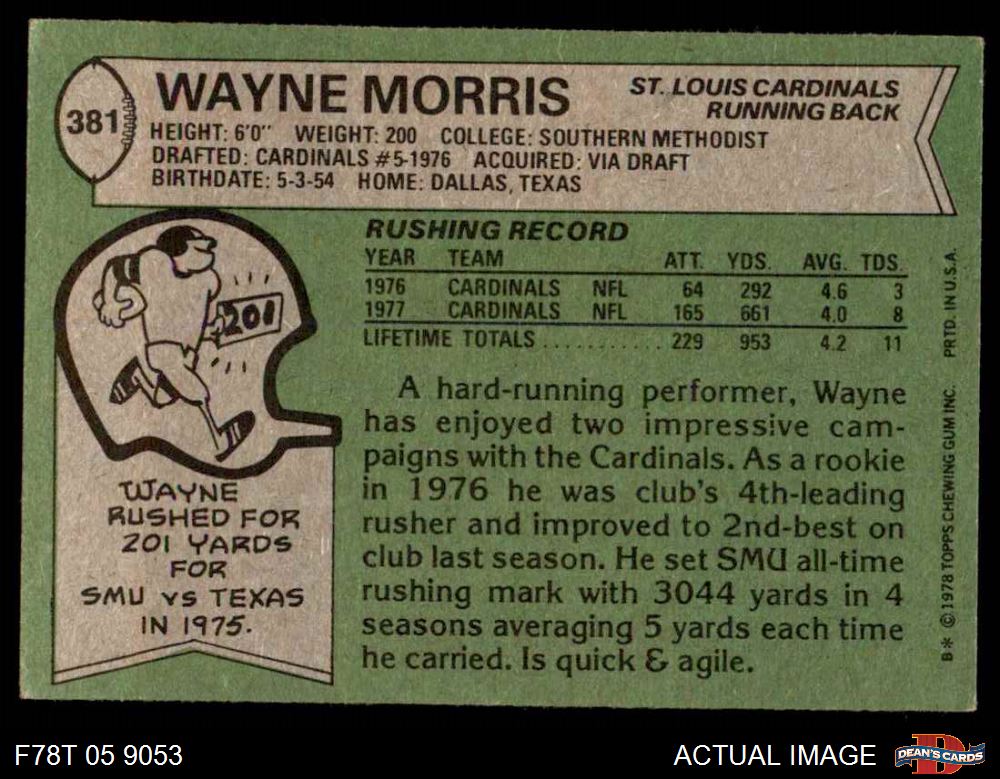 381
WAYNE MORRIS
ST. LOUIS CARDINALS
RUNNING BACK
HEIGHT: 6'0" WEIGHT: 200 COLLEGE: SOUTHERN METHODIST
DRAFTED: CARDINALS #5-1976 ACQUIRED: VIA DRAFT
BIRTHDATE: 5-3-54 HOME: DALLAS, TEXAS
201
WAYNE
RUSHED FOR
201 YARDS
FOR
SMU VS TEXAS
IN 1975.
RUSHING RECORD
YEAR TEAM ATT. YDS. AVG. TDS.
1976 CARDINALS NFL 64 292 4.6 3
1977 CARDINALS NFL 165 661 4.0 8
LIFETIME TOTALS .......... 229 953 4.2 11
A hard-running performer, Wayne
has enjoyed two impressive cam-
paigns with the Cardinals. As a rookie
in 1976 he was club's 4th-leading
rusher and improved to 2nd-best on
club last season. He set SMU all-time
rushing mark with 3044 yards in 4
seasons averaging 5 yards each time
he carried. Is quick & agile.
B* ©1978 TOPPS CHEWING GUM INC. PRTD. IN U.S.A.
F78T 05 9053
ACTUAL IMAGE
D
DEAN'S CARDS